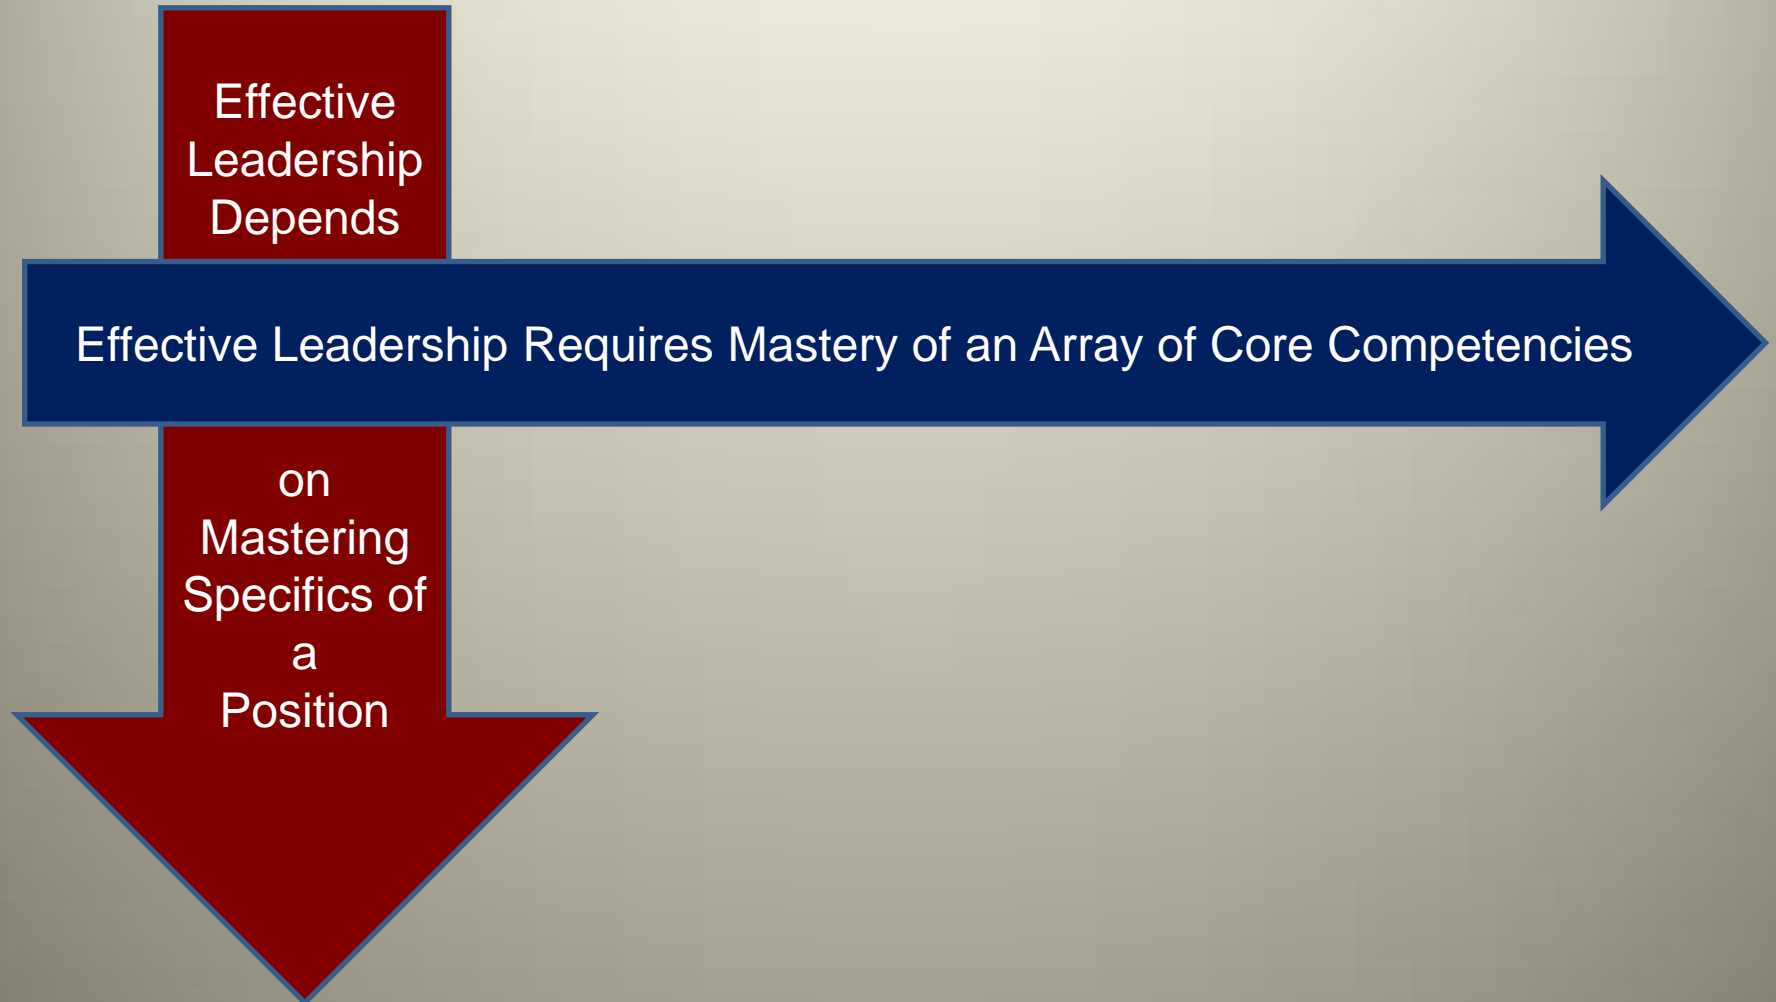 Effective
Leadership
Depends
Effective Leadership Requires Mastery of an Array of Core Competencies
on
Mastering
Specifics of
a
Position